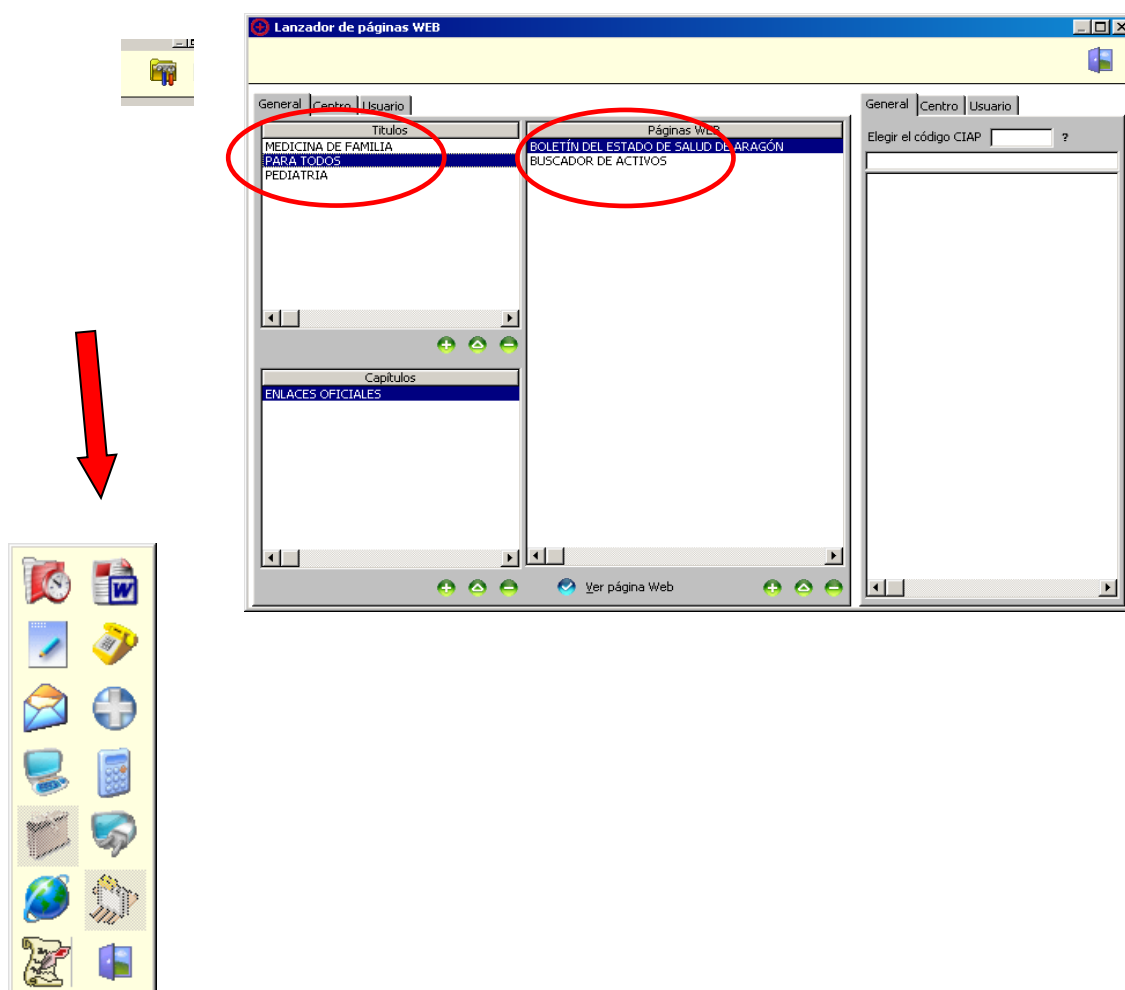 Lanzador de páginas WEB
General Centro Usuario
Titulos
MEDICINA DE FAMILIA
PARA TODOS
PEDIATRIA
Capítulos
ENLACES OFICIALES
Páginas WEB
BOLETÍN DEL ESTADO DE SALUD DE ARAGÓN
BUSCADOR DE ACTIVOS
Ver página Web
General Centro Usuario
Elegir el código CIAP ?
W